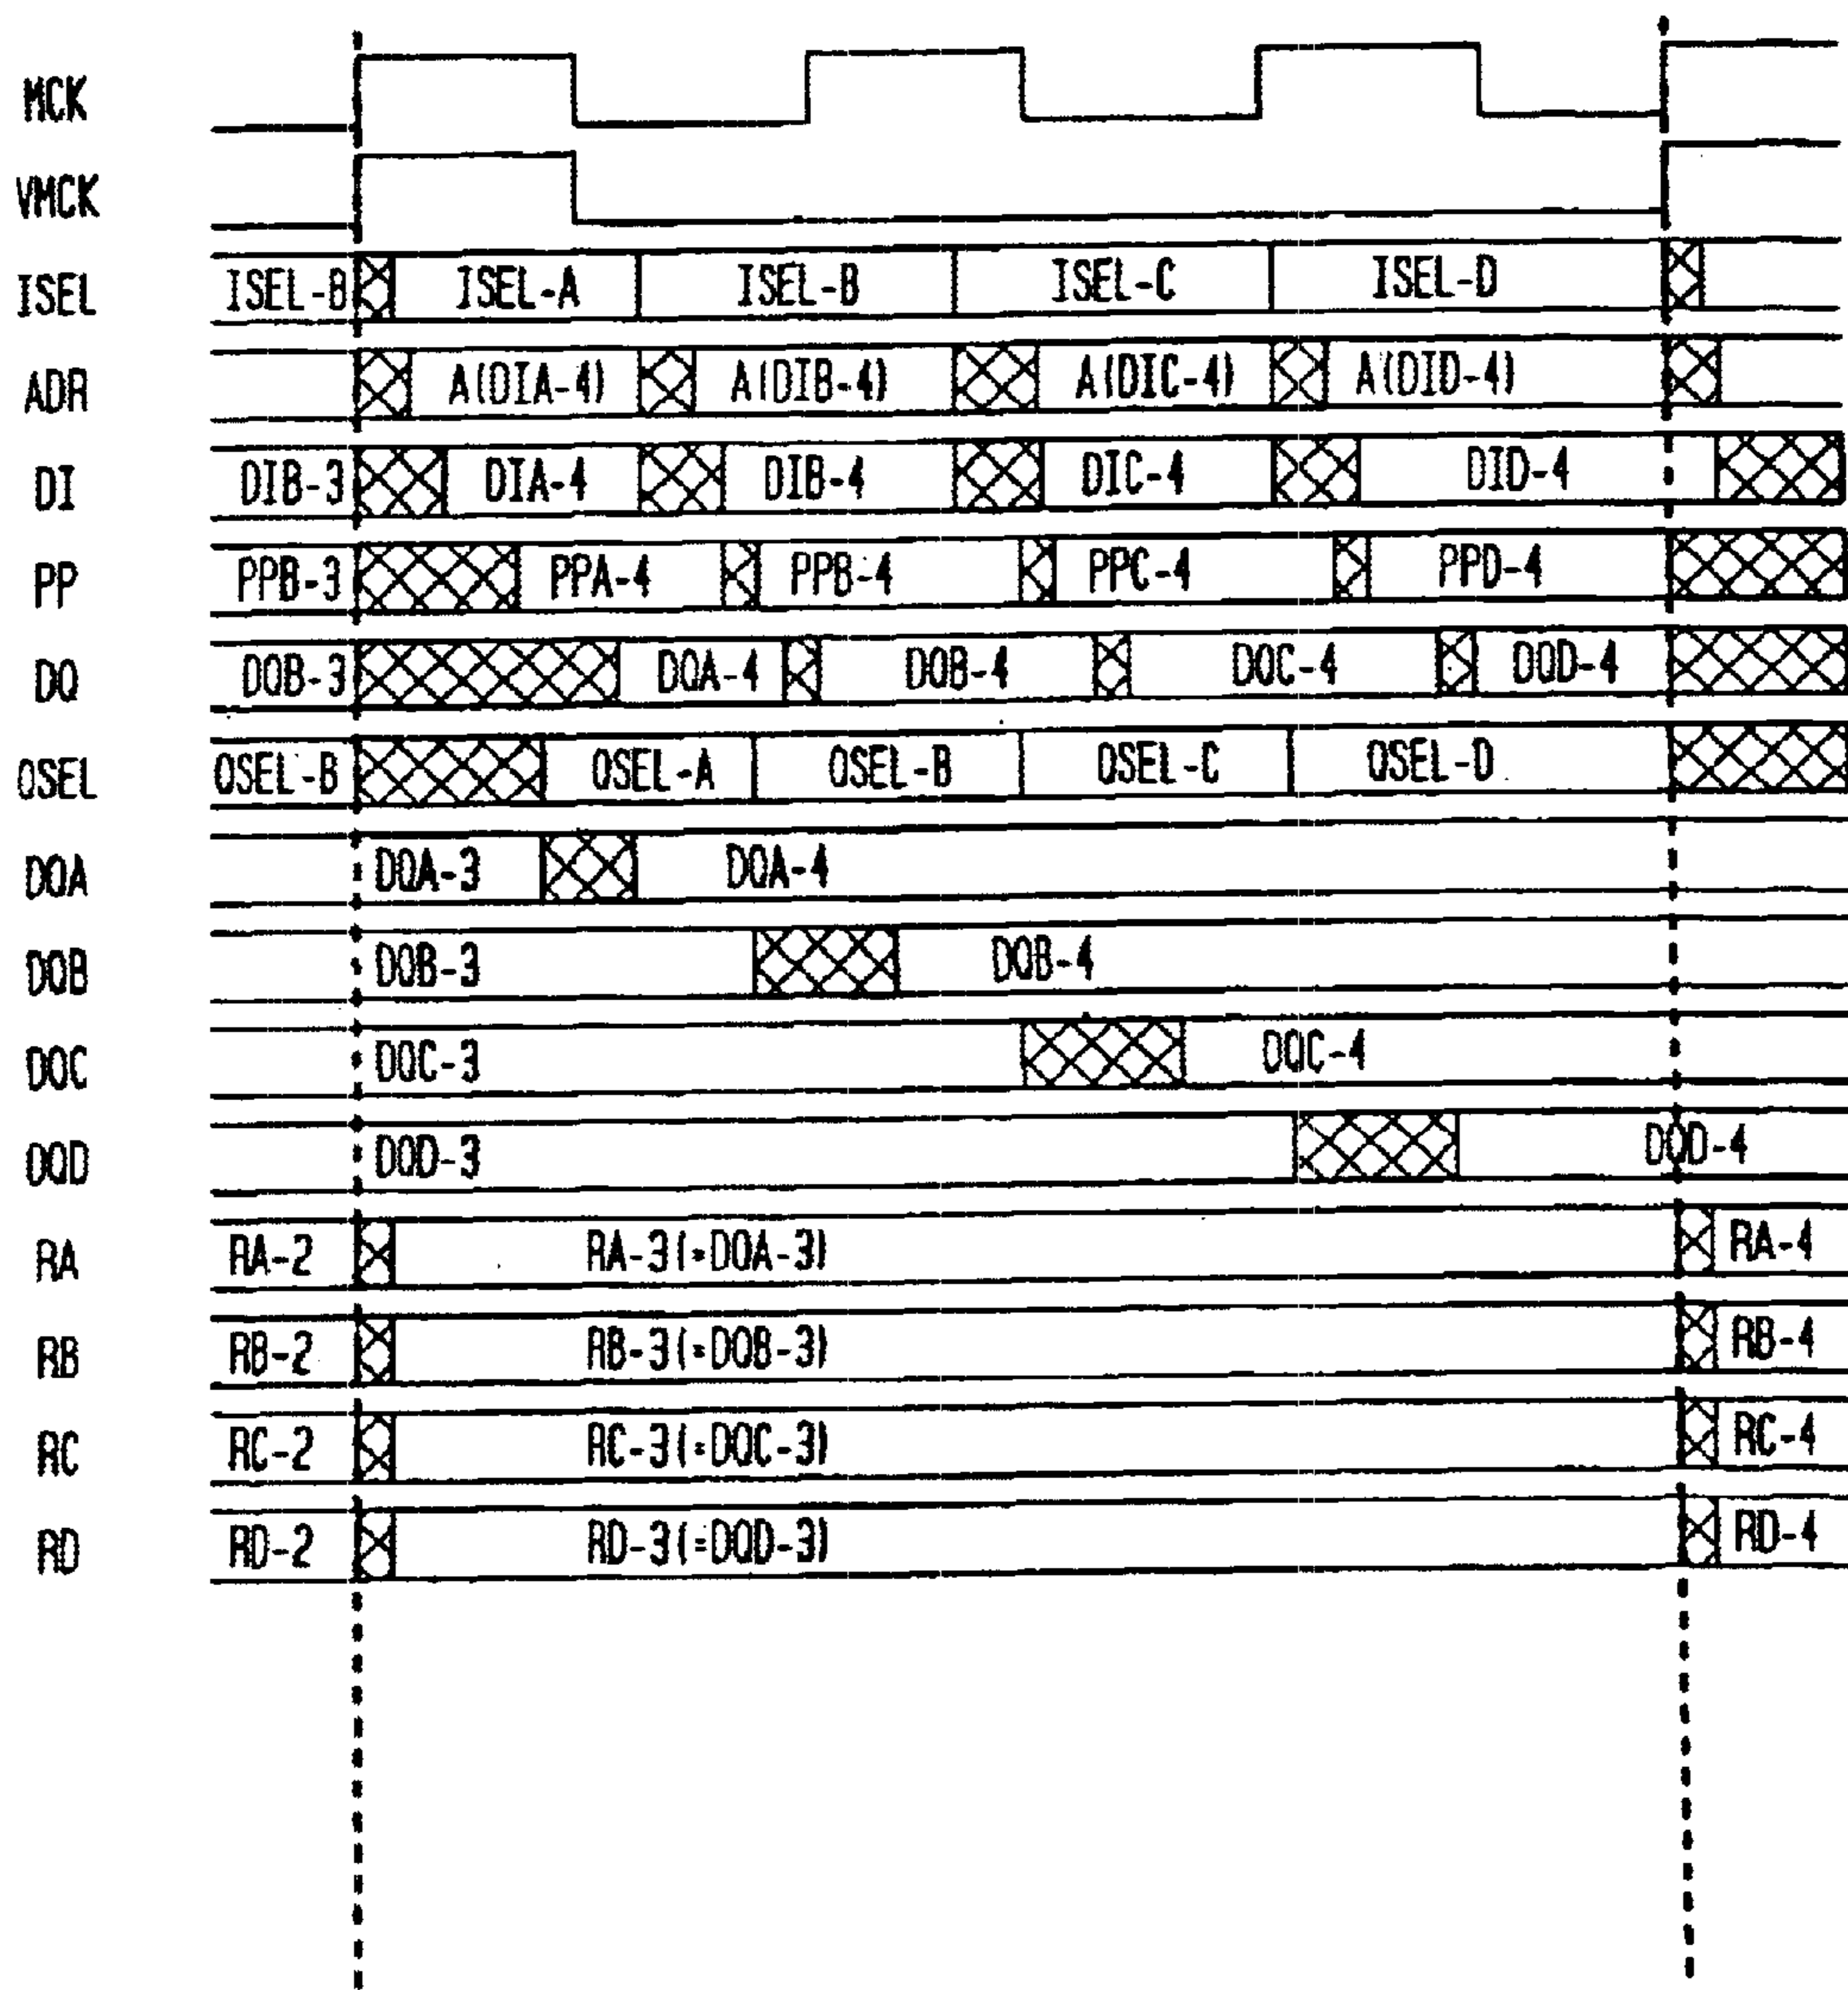 MCK
VMCK
ISEL ISEL-B ISEL-A ISEL-B ISEL-C ISEL-D
ADR A(DIA-4) A(DIB-4) A(DIC-4) A(DID-4)
DI DIB-3 DIA-4 DIB-4 DIC-4 DID-4
PP PPB-3 PPA-4 PPB-4 PPC-4 PPD-4
DQ DQB-3 DQA-4 DQB-4 DQC-4 DQD-4
OSEL OSEL-B OSEL-A OSEL-B OSEL-C OSEL-D
DQA DQA-3 DQA-4
DQB DQB-3 DQB-4
DQC DQC-3 DQC-4
DQD DQD-3 DQD-4
RA RA-2 RA-3(=DQA-3) RA-4
RB RB-2 RB-3(=DQB-3) RB-4
RC RC-2 RC-3(=DQC-3) RC-4
RD RD-2 RD-3(=DQD-3) RD-4